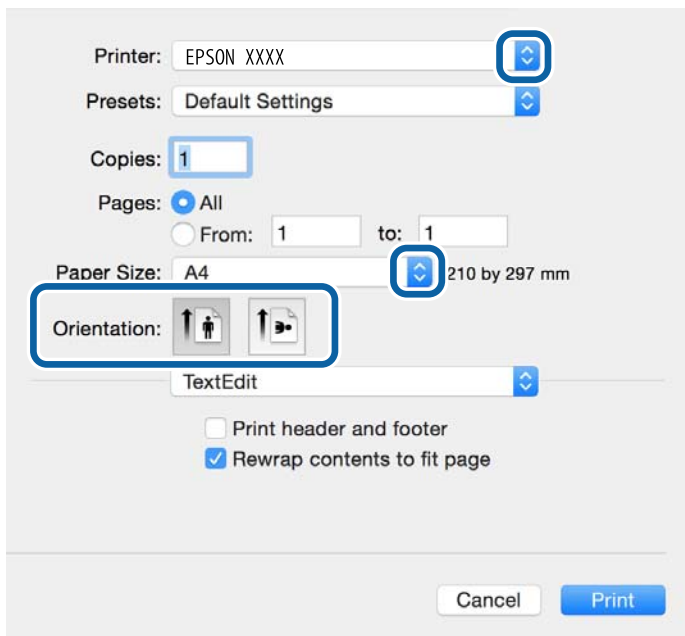 Printer: EPSON XXXX
Presets: Default Settings
Copies: 1
Pages: All
From: 1 to: 1
Paper Size: A4 210 by 297 mm
Orientation:
TextEdit
Print header and footer
Rewrap contents to fit page
Cancel Print